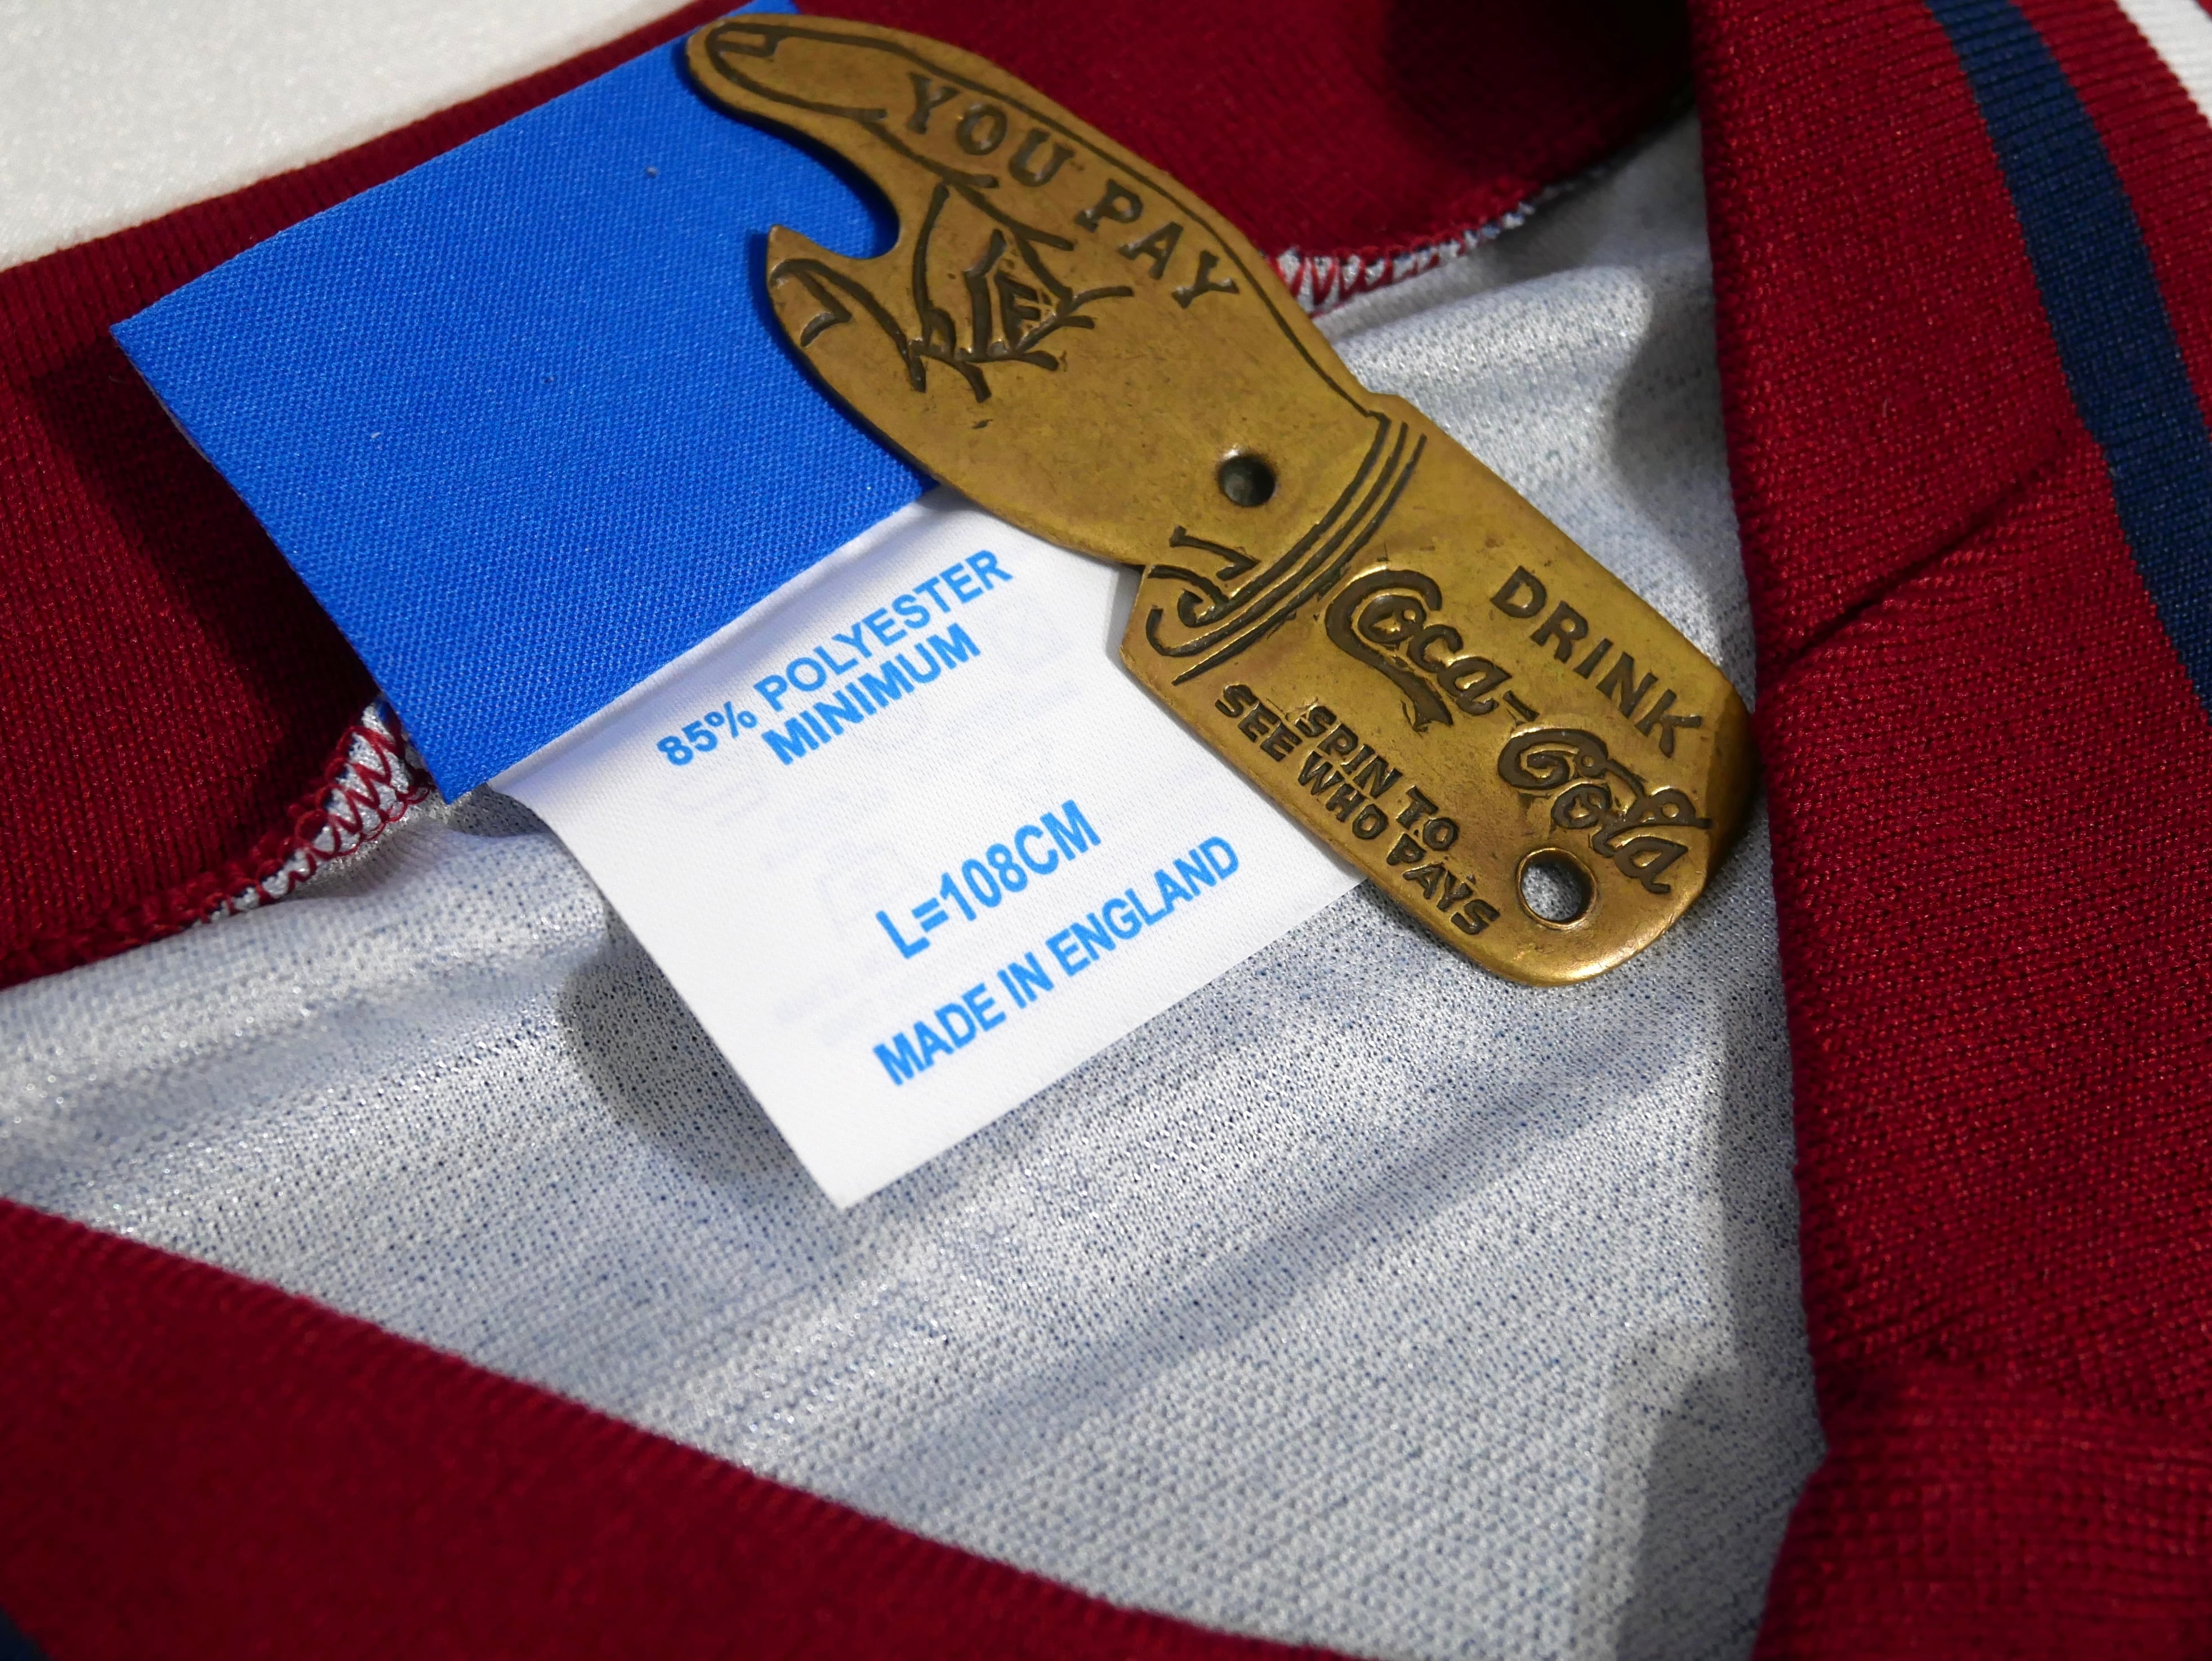 YOU PAY
DRINK
Coca-Cola
SPIN TO
SEE WHO PAYS
85% POLYESTER
MINIMUM
L=108CM
MADE IN ENGLAND